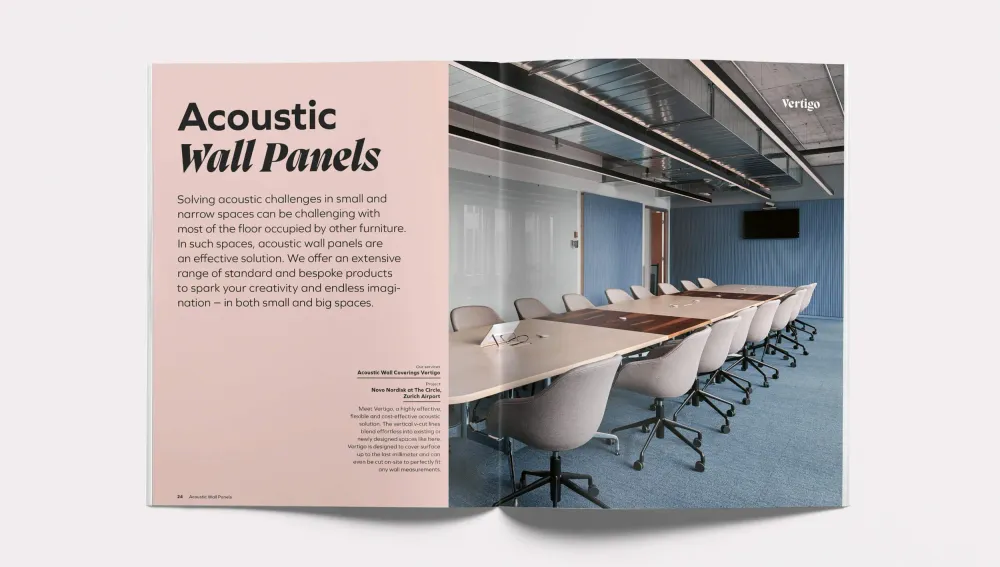 Acoustic
Wall Panels
Solving acoustic challenges in small and
narrow spaces can be challenging with
most of the floor occupied by other furniture.
In such spaces, acoustic wall panels are
an effective solution. We offer an extensive
range of standard and bespoke products
to spark your creativity and endless imagi-
nation – in both small and big spaces.
Our services
Acoustic Wall Coverings Vertigo
Project
Novo Nordisk at The Circle,
Zurich Airport
Meet Vertigo, a highly effective,
flexible and cost-effective acoustic
solution. The vertical v-cut lines
blend effortless into existing or
newly designed spaces like here.
Vertigo is designed to cover surface
up to the last millimeter and can
even be cut on-site to perfectly fit
any wall measurements.
24 Acoustic Wall Panels
Vertigo